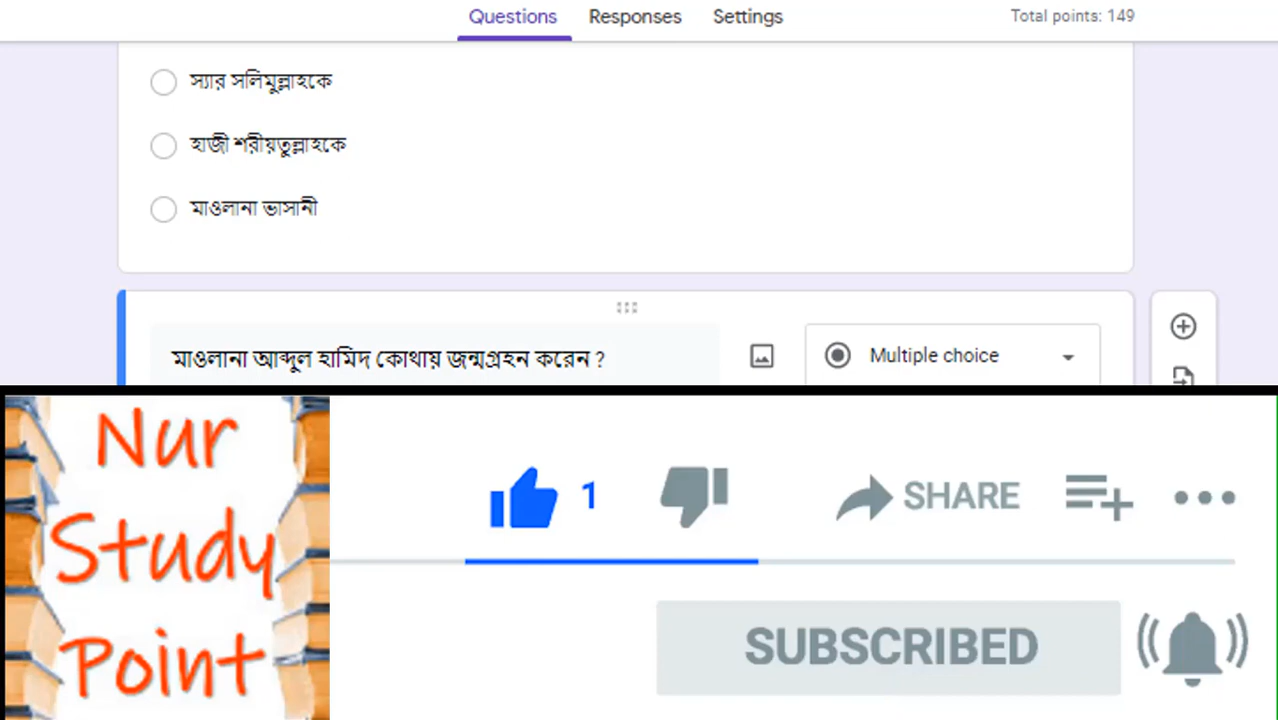 Questions Responses Settings Total points: 149
স্যার সলিমুল্লাহকে
হাজী শরীয়তুল্লাহকে
মাওলানা ভাসানী
মাওলানা আব্দুল হামিদ কোথায় জন্মগ্রহন করেন ? Multiple choice
Nur
Study
Point
1 SHARE
SUBSCRIBED